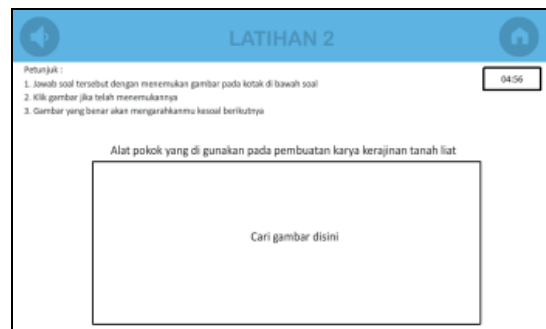 LATIHAN 2
Petunjuk :
1. Jawab soal tersebut dengan menemukan gambar pada kotak di bawah soal
2. Klik gambar jika telah menemukannya
3. Gambar yang benar akan mengarahkanmu kesoal berikutnya
04:56
Alat pokok yang di gunakan pada pembuatan karya kerajinan tanah liat
Cari gambar disini